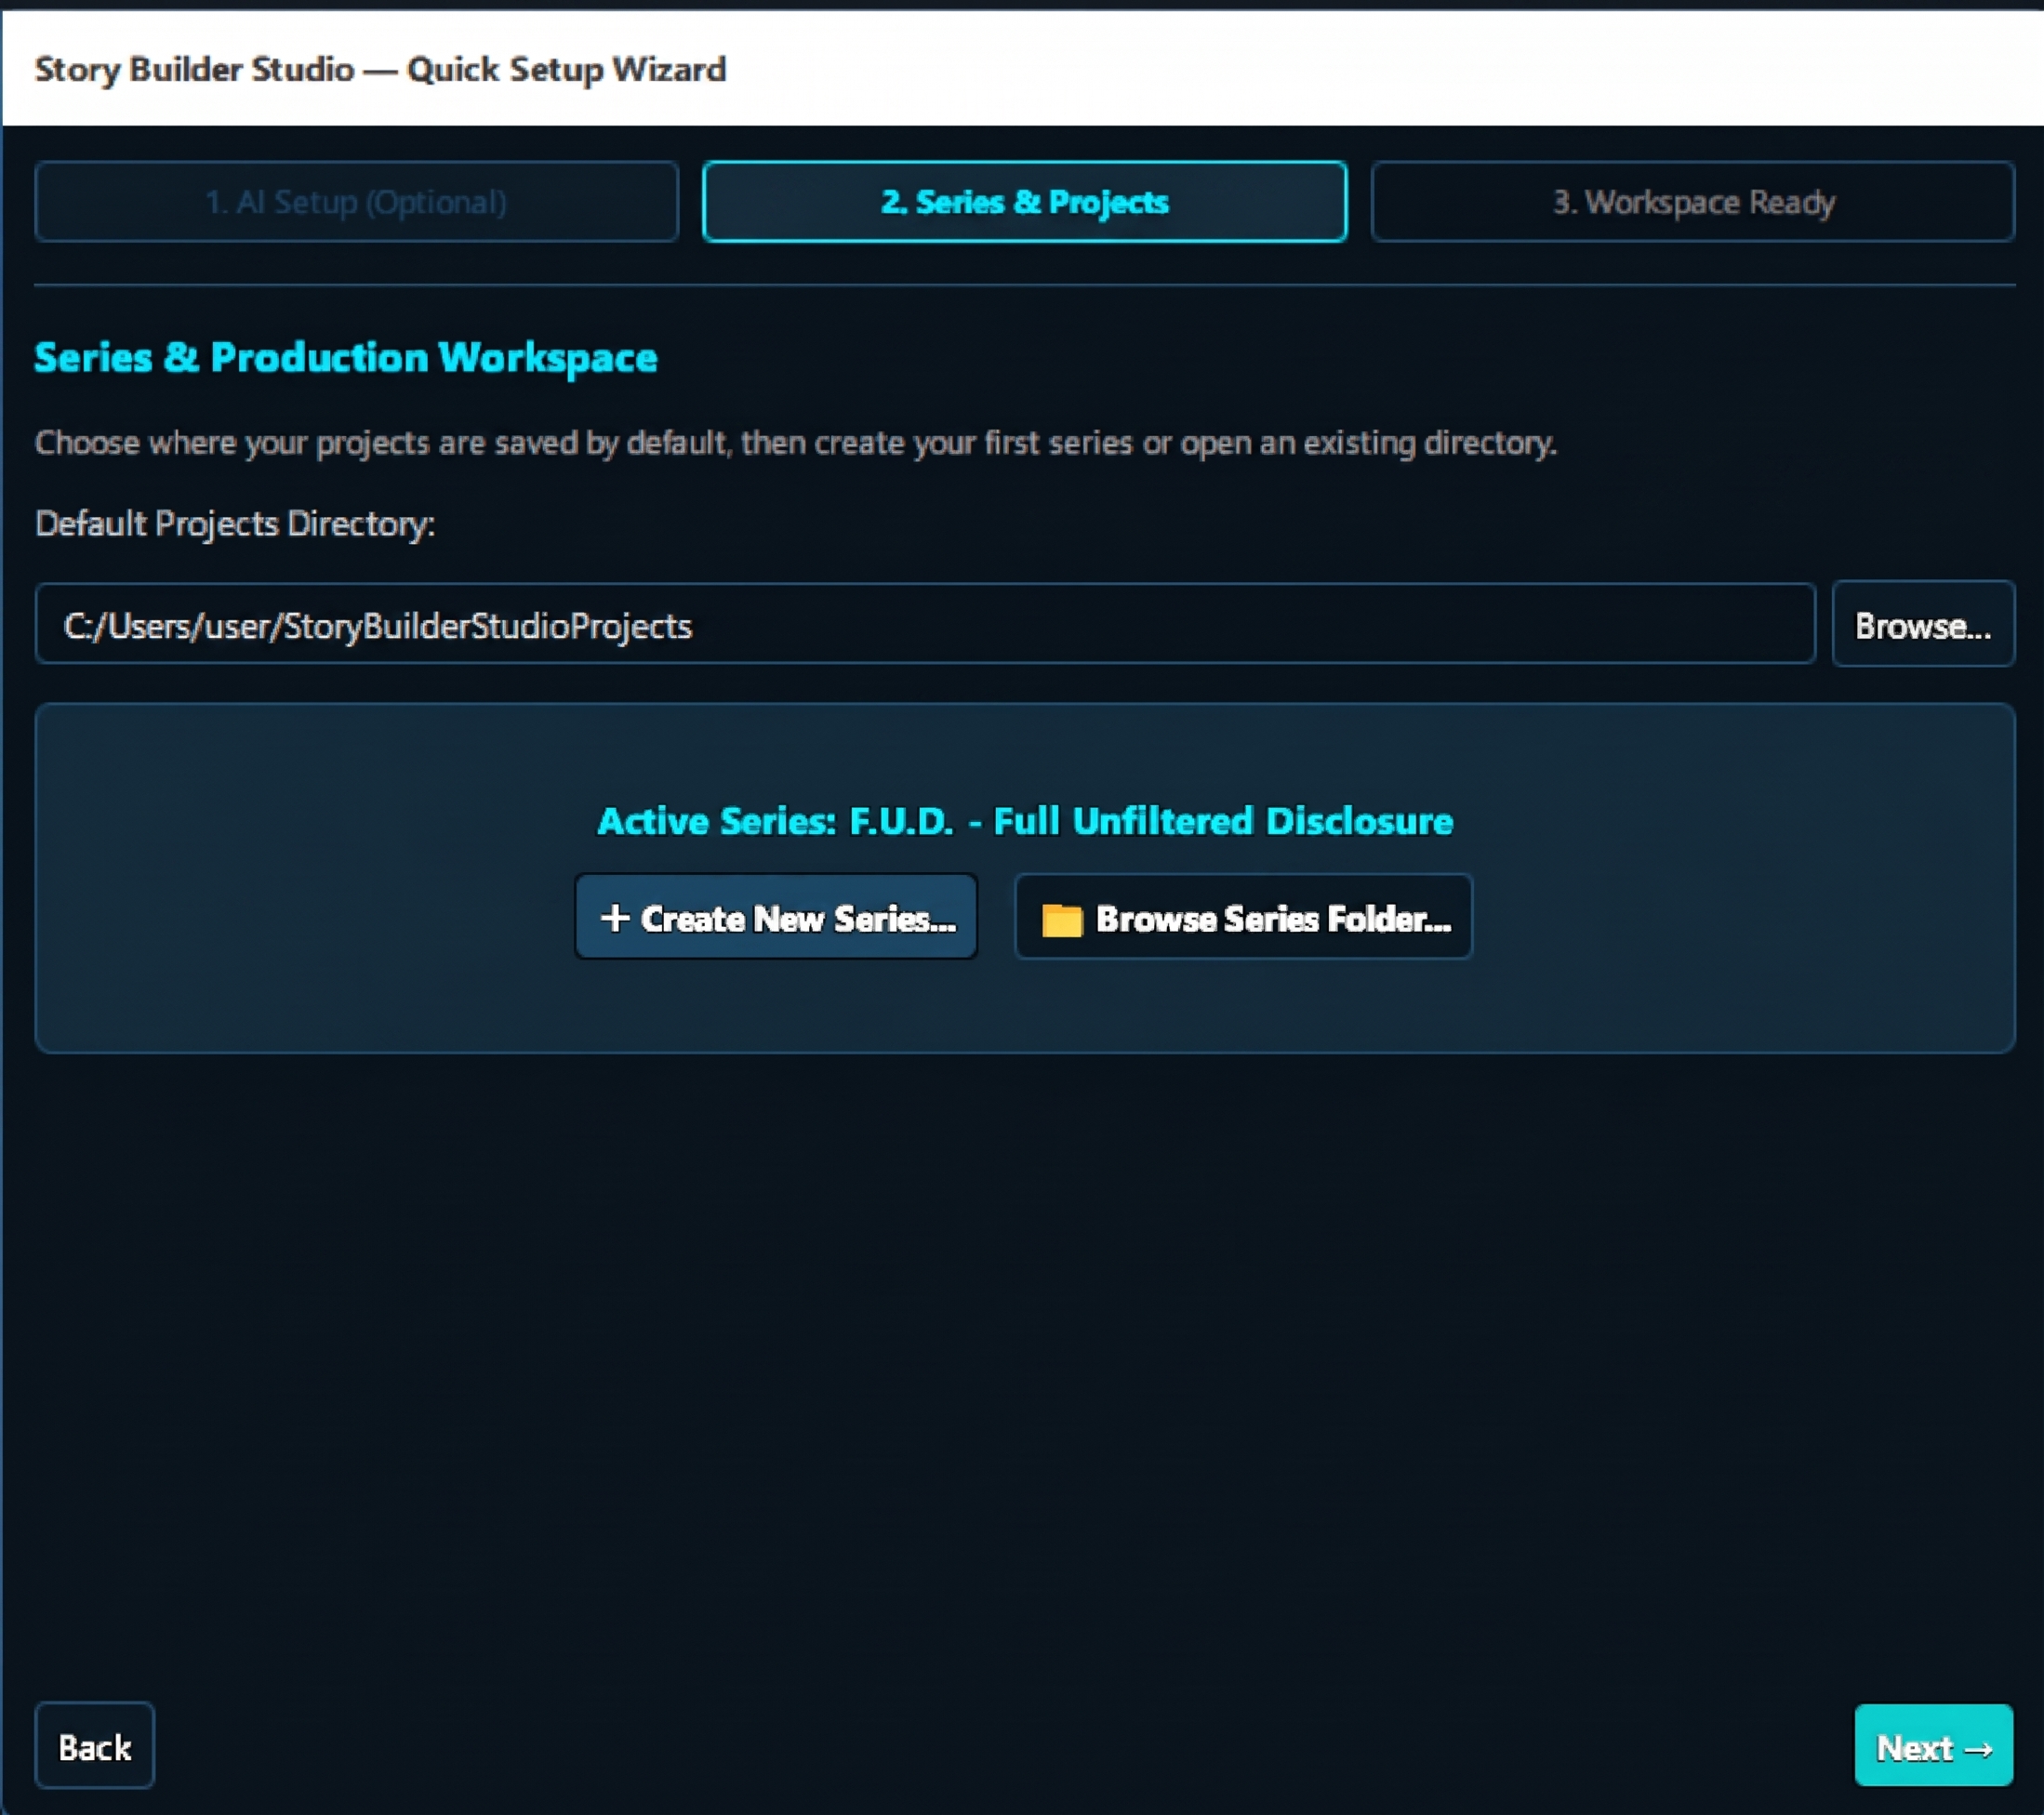 Story Builder Studio — Quick Setup Wizard
1. AI Setup (Optional)
2. Series & Projects
3. Workspace Ready
Series & Production Workspace
Choose where your projects are saved by default, then create your first series or open an existing directory.
Default Projects Directory:
C:/Users/user/StoryBuilderStudioProjects
Browse...
Active Series: F.U.D. - Full Unfiltered Disclosure
+ Create New Series...
Browse Series Folder...
Back
Next →